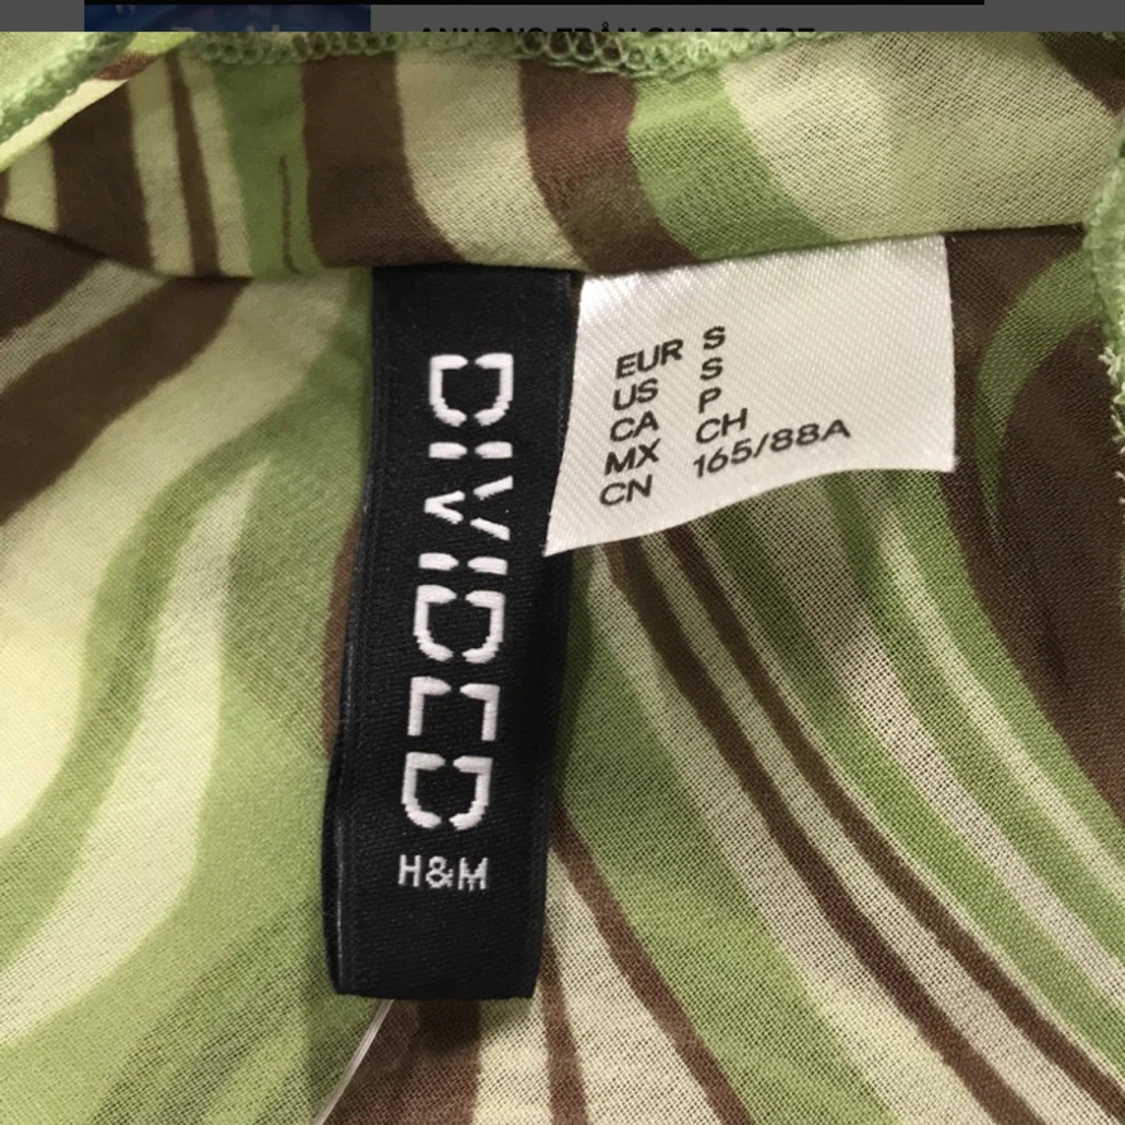 DIVIDED
H&M
EUR S
US S
CA P
MX CH
CN 165/88A